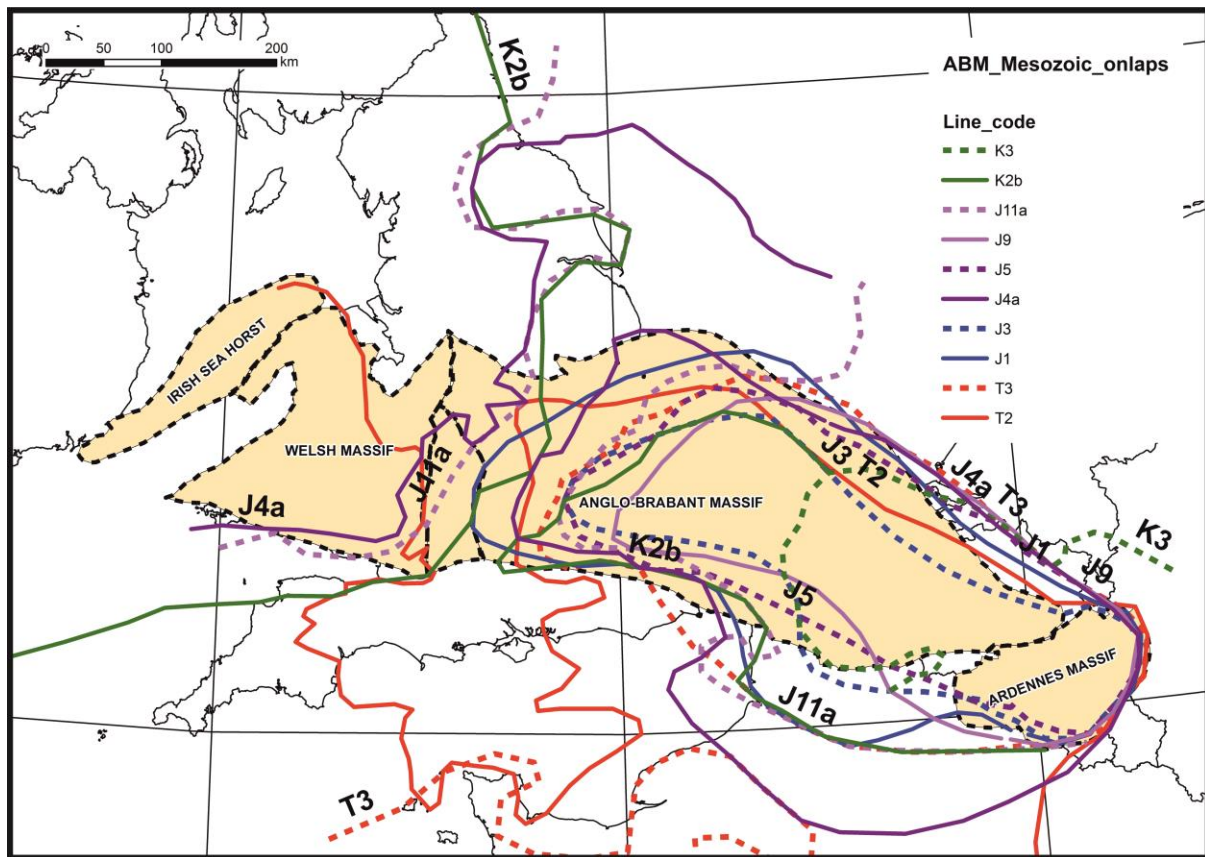 0 50 100 200
km
K2b
ABM_Mesozoic_onlaps
Line_code
K3
K2b
J11a
J9
J5
J4a
J3
J1
T3
T2
IRISH SEA HORST
WELSH MASSIF
J11a
J4a
ANGLO-BRABANT MASSIF
J3
T2
J4a
T3
J1
J9
K3
K2b
J5
ARDENNES MASSIF
J11a
T3